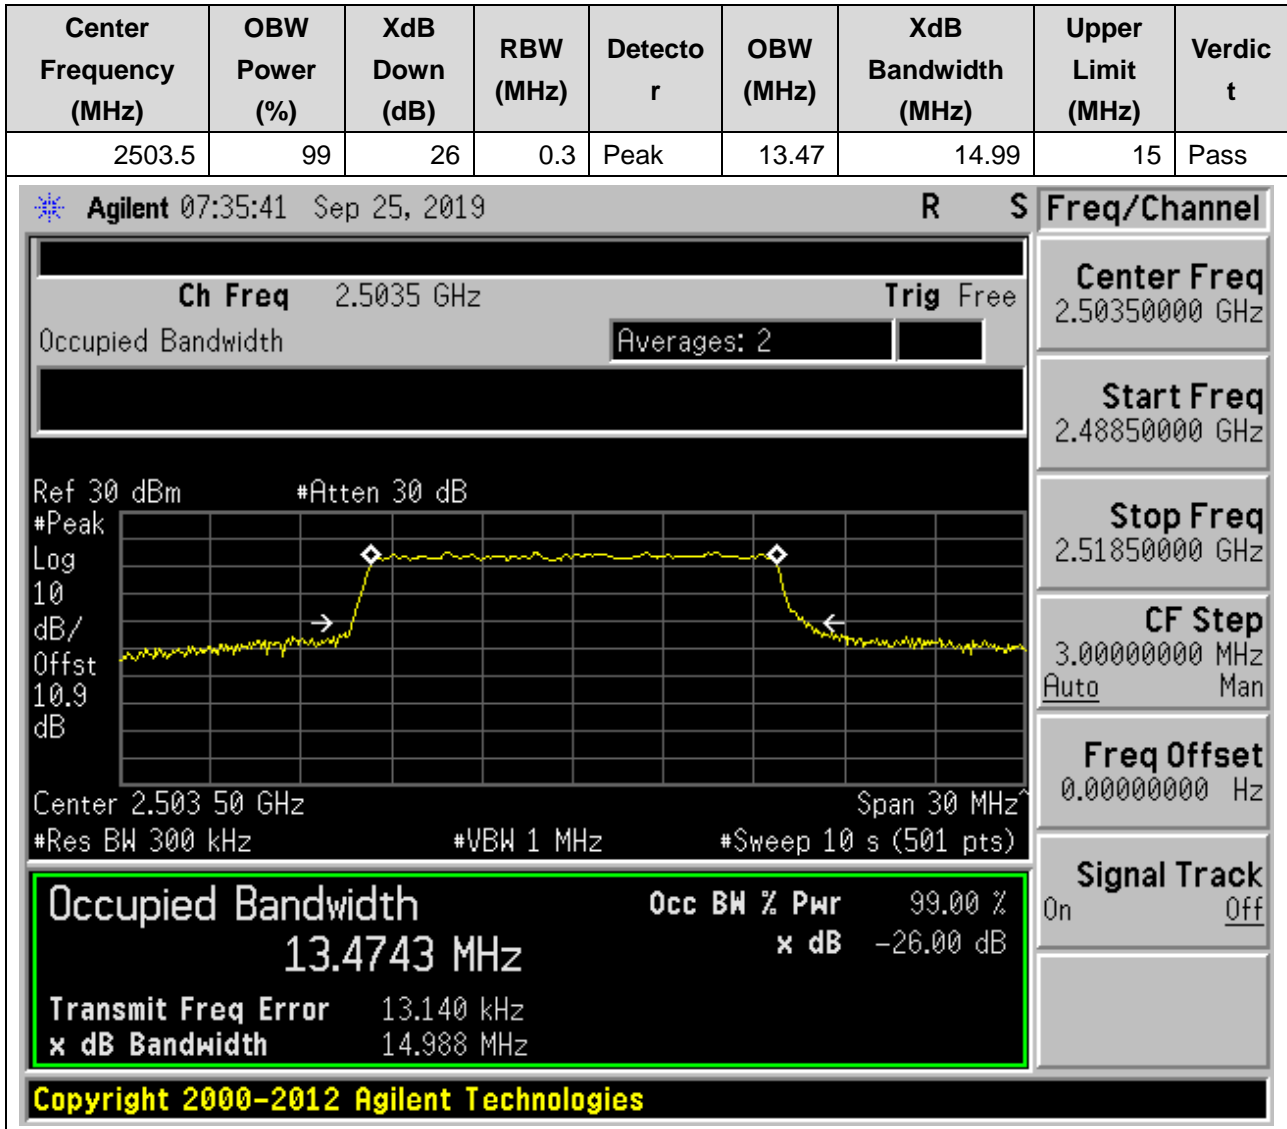 Center Frequency (MHz) OBW Power (%) XdB Down (dB) RBW (MHz) Detector OBW (MHz) XdB Bandwidth (MHz) Upper Limit (MHz) Verdict
2503.5 99 26 0.3 Peak 13.47 14.99 15 Pass
Agilent 07:35:41 Sep 25, 2019 R S
Freq/Channel
Ch Freq 2.5035 GHz Trig Free
Occupied Bandwidth Averages: 2
Ref 30 dBm #Atten 30 dB
#Peak
Log
10
dB/
Offst
10.9
dB
Center 2.503 50 GHz Span 30 MHz^
#Res BW 300 kHz #VBW 1 MHz #Sweep 10 s (501 pts)
Occupied Bandwidth Occ BW % Pwr 99.00 %
13.4743 MHz x dB -26.00 dB
Transmit Freq Error 13.140 kHz
x dB Bandwidth 14.988 MHz
Center Freq
2.50350000 GHz
Start Freq
2.48850000 GHz
Stop Freq
2.51850000 GHz
CF Step
3.00000000 MHz
Auto Man
Freq Offset
0.00000000 Hz
Signal Track
On Off
Copyright 2000-2012 Agilent Technologies